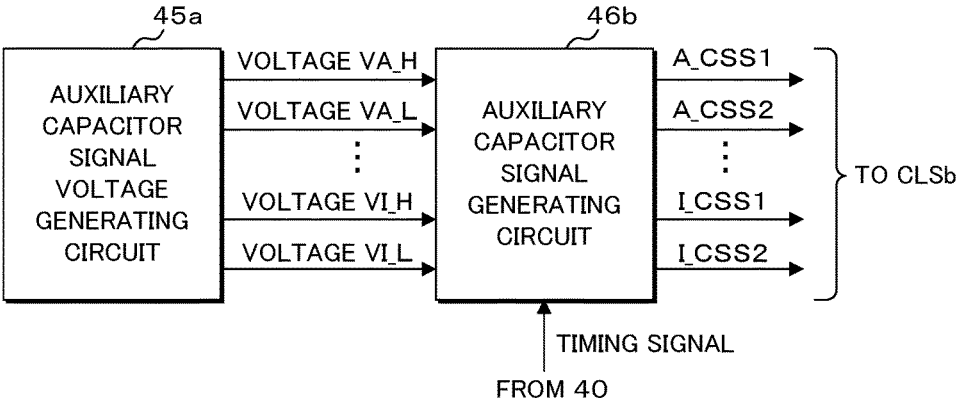 45a
46b
AUXILIARY
CAPACITOR
SIGNAL
VOLTAGE
GENERATING
CIRCUIT
VOLTAGE VA_H
VOLTAGE VA_L
VOLTAGE VI_H
VOLTAGE VI_L
AUXILIARY
CAPACITOR
SIGNAL
GENERATING
CIRCUIT
A_CSS1
A_CSS2
I_CSS1
I_CSS2
TO CLSb
TIMING SIGNAL
FROM 40